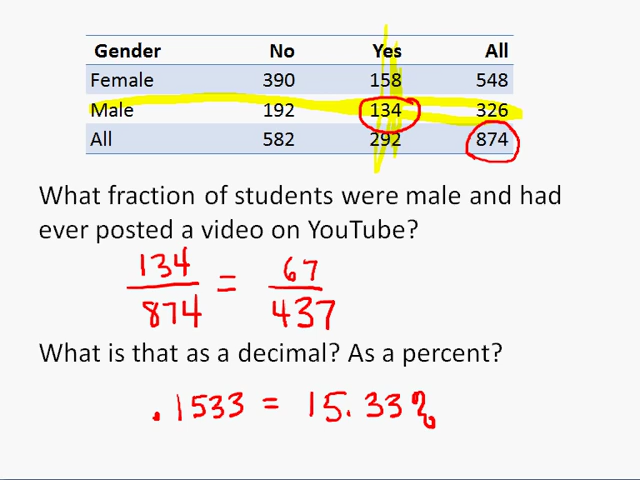 Gender No Yes All
Female 390 158 548
Male 192 134 326
All 582 292 874
What fraction of students were male and had
ever posted a video on YouTube?
134/874 = 67/437
What is that as a decimal? As a percent?
.1533 = 15.33%